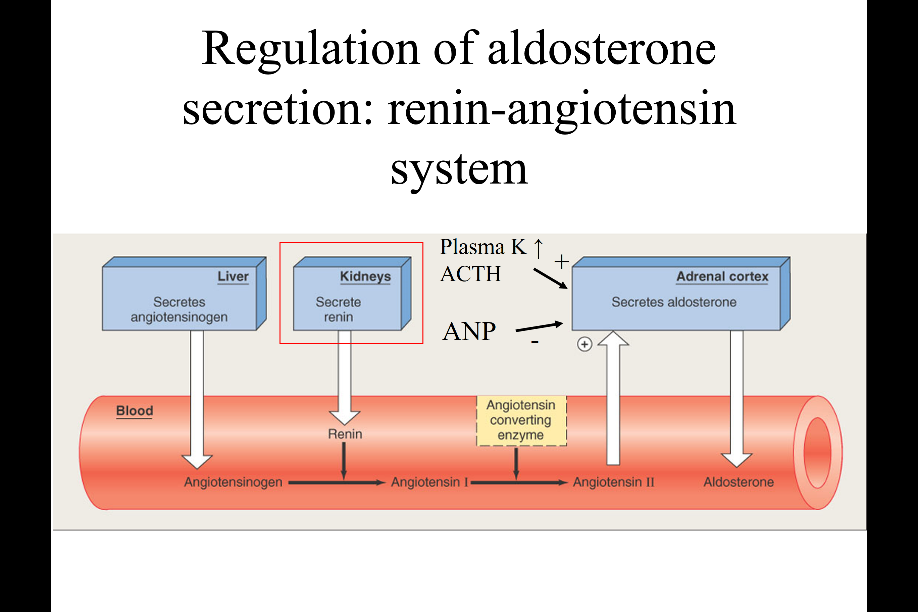 Regulation of aldosterone
secretion: renin-angiotensin
system
Plasma K ↑
ACTH
+
ANP
-
Liver
Secretes
angiotensinogen
Kidneys
Secrete
renin
Adrenal cortex
Secretes aldosterone
+
Blood
Angiotensin
converting
enzyme
Renin
Angiotensinogen
Angiotensin I
Angiotensin II
Aldosterone